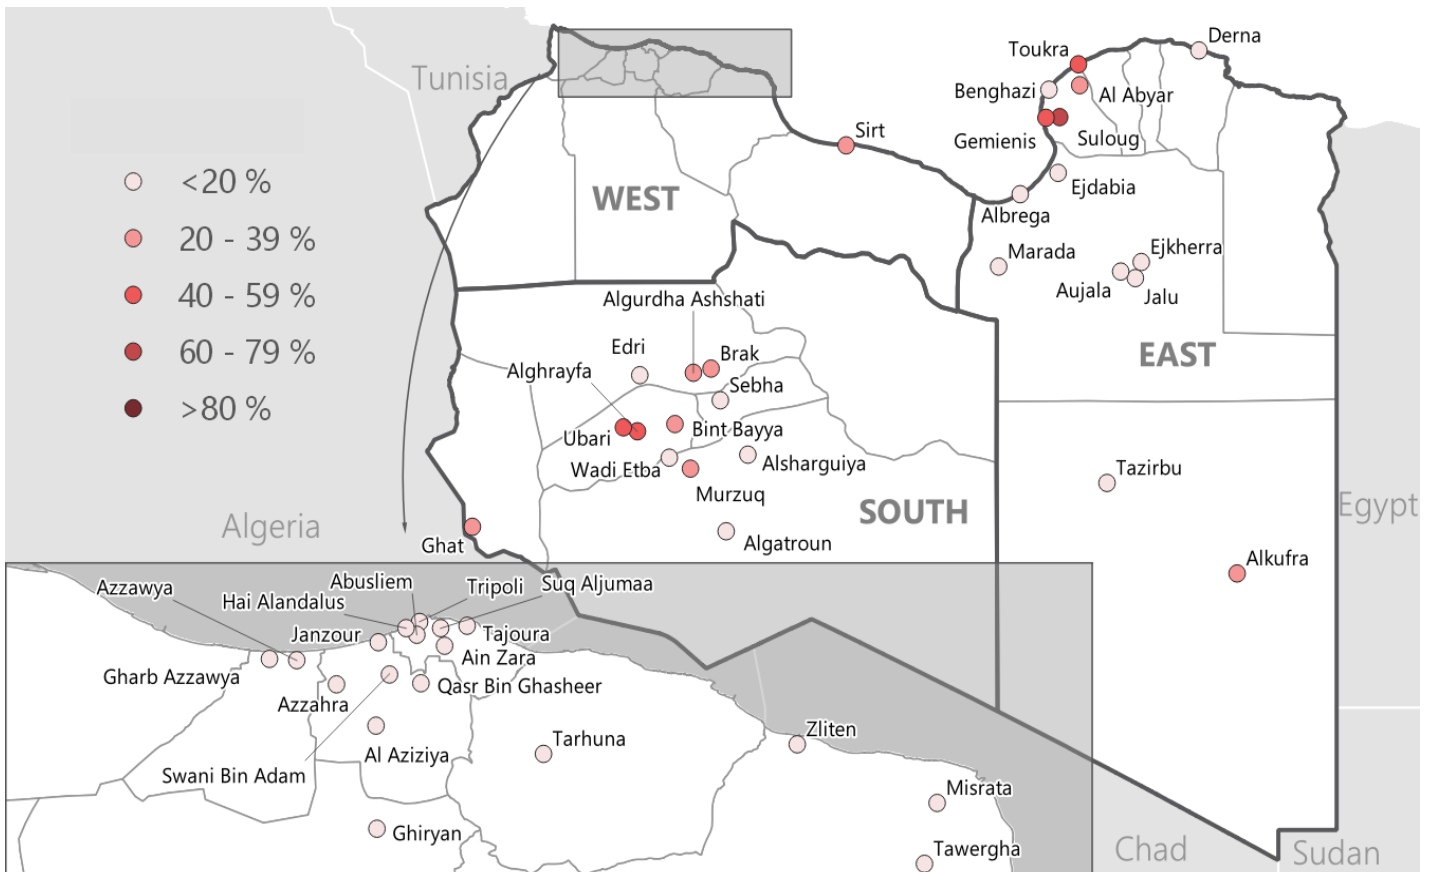 Tunisia
<20 %
20 - 39 %
40 - 59 %
60 - 79 %
>80 %
WEST
Sirt
Toukra
Derna
Benghazi
Al Abyar
Gemienis
Suloug
Ejdabia
Albrega
Marada
Ejkherra
Aujala
Jalu
EAST
Algurdha Ashshati
Edri
Brak
Alghrayfa
Sebha
Ubari
Bint Bayya
Wadi Etba
Alsharguiya
Murzuq
SOUTH
Algatroun
Ghat
Algeria
Tazirbu
Egypt
Alkufra
Azzawya
Abusliem
Tripoli
Suq Aljumaa
Hai Alandalus
Janzour
Tajoura
Ain Zara
Gharb Azzawya
Qasr Bin Ghasheer
Azzahra
Al Aziziya
Swani Bin Adam
Tarhuna
Zliten
Misrata
Ghiryan
Tawergha
Chad
Sudan